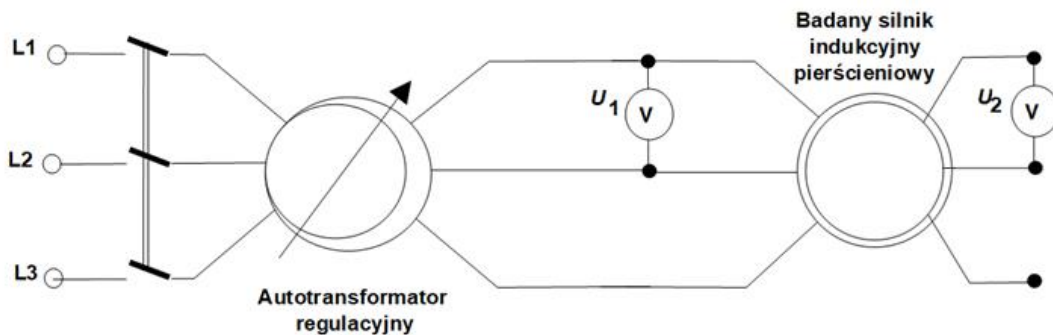 L1
L2
L3
Autotransformator
regulacyjny
U1
V
Badany silnik
indukcyjny
pierścieniowy
U2
V